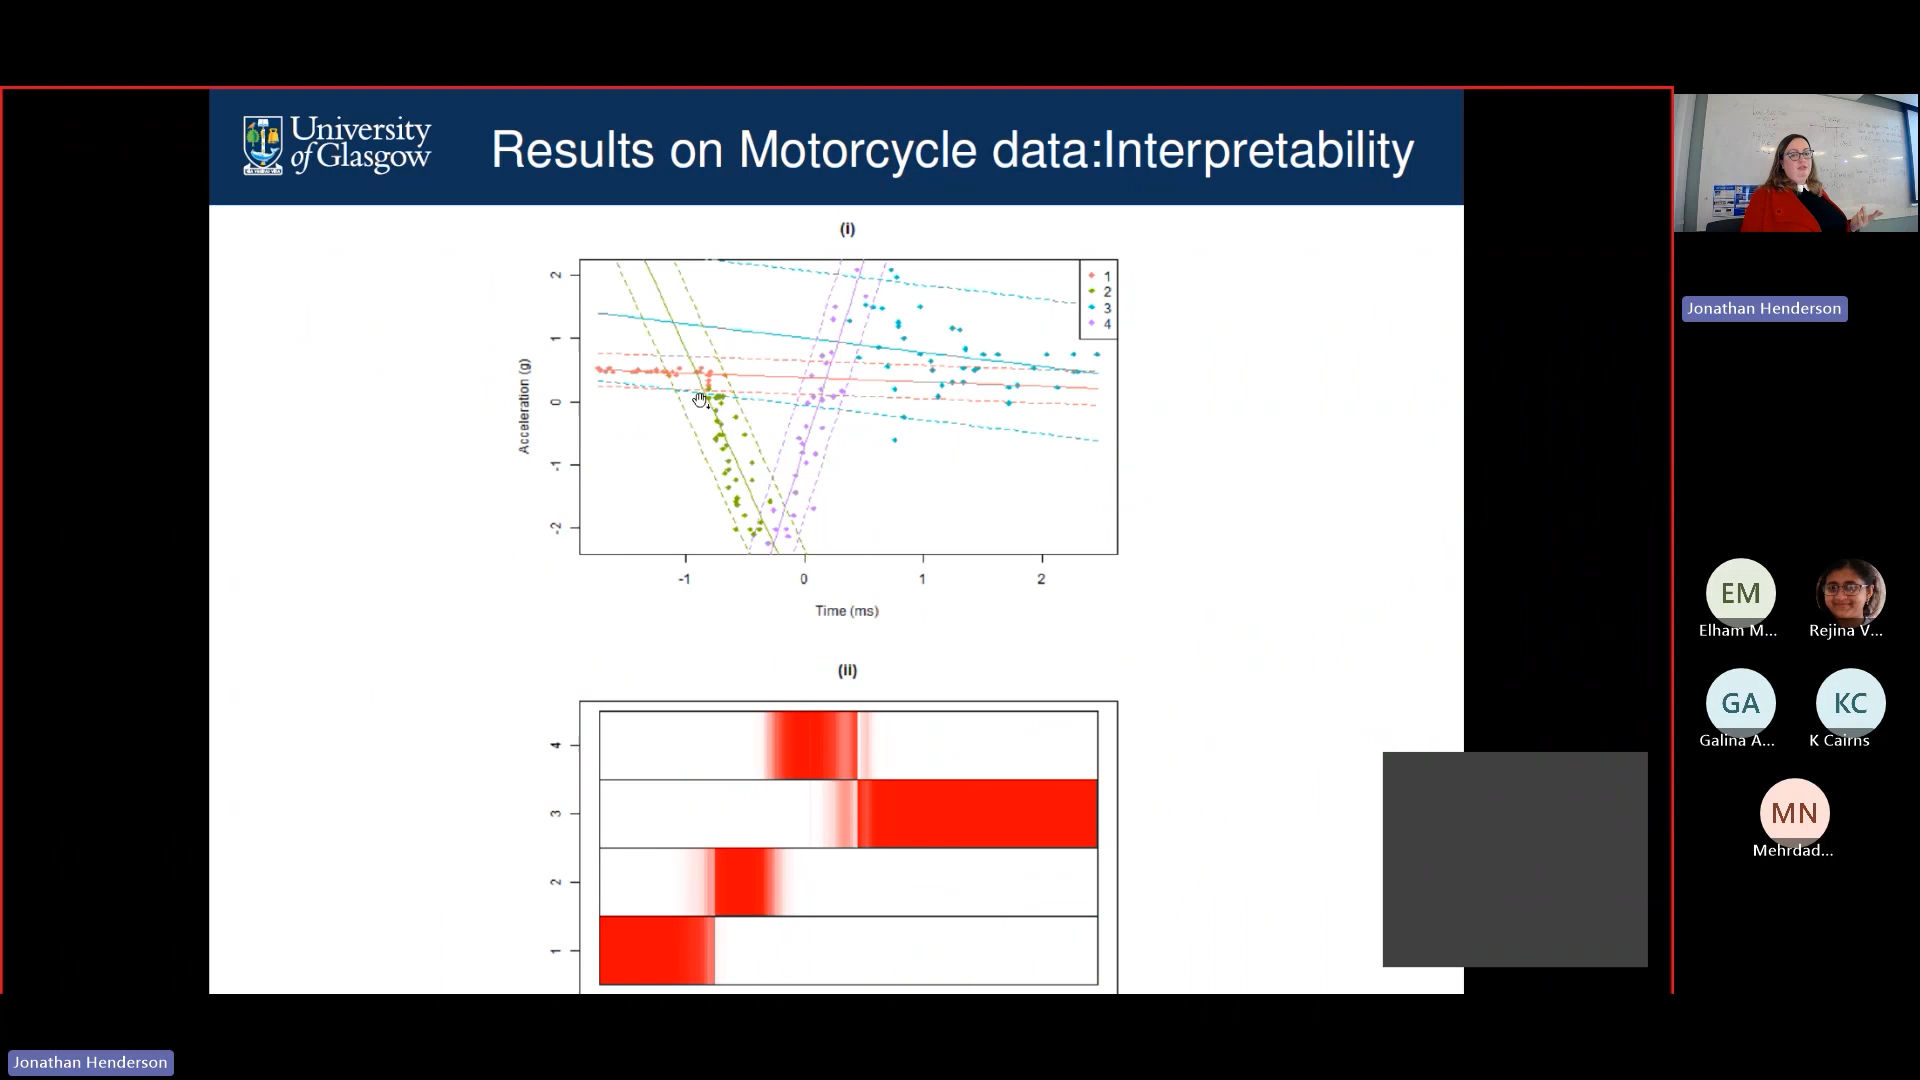 University
of Glasgow
Results on Motorcycle data:Interpretability
(i)
2
1
0
-1
-2
Acceleration (g)
1
2
3
4
-1
0
1
2
Time (ms)
(ii)
4
3
2
1
Jonathan Henderson
EM
Elham M...
Rejina V...
GA
Galina A...
KC
K Cairns
MN
Mehrdad...
Jonathan Henderson